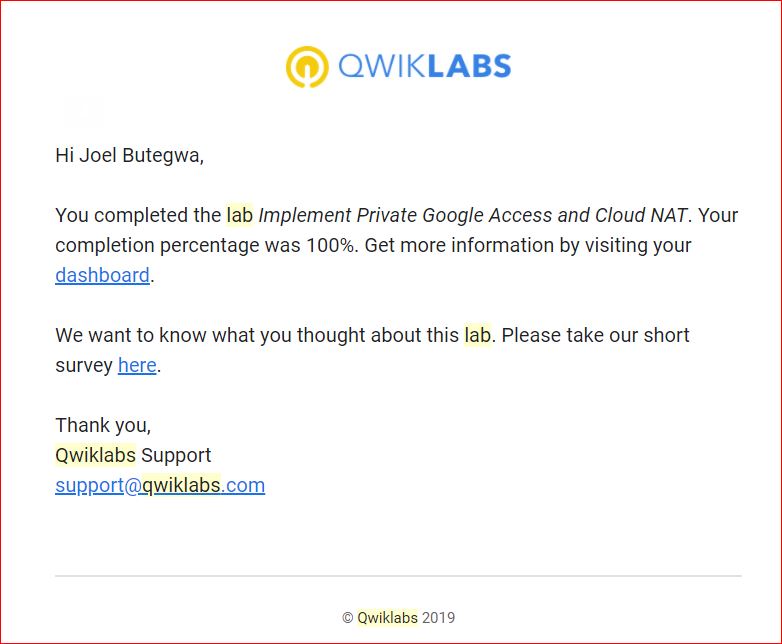 QWIKLABS
Hi Joel Butegwa,
You completed the lab Implement Private Google Access and Cloud NAT. Your
completion percentage was 100%. Get more information by visiting your
dashboard.
We want to know what you thought about this lab. Please take our short
survey here.
Thank you,
Qwiklabs Support
support@qwiklabs.com
© Qwiklabs 2019